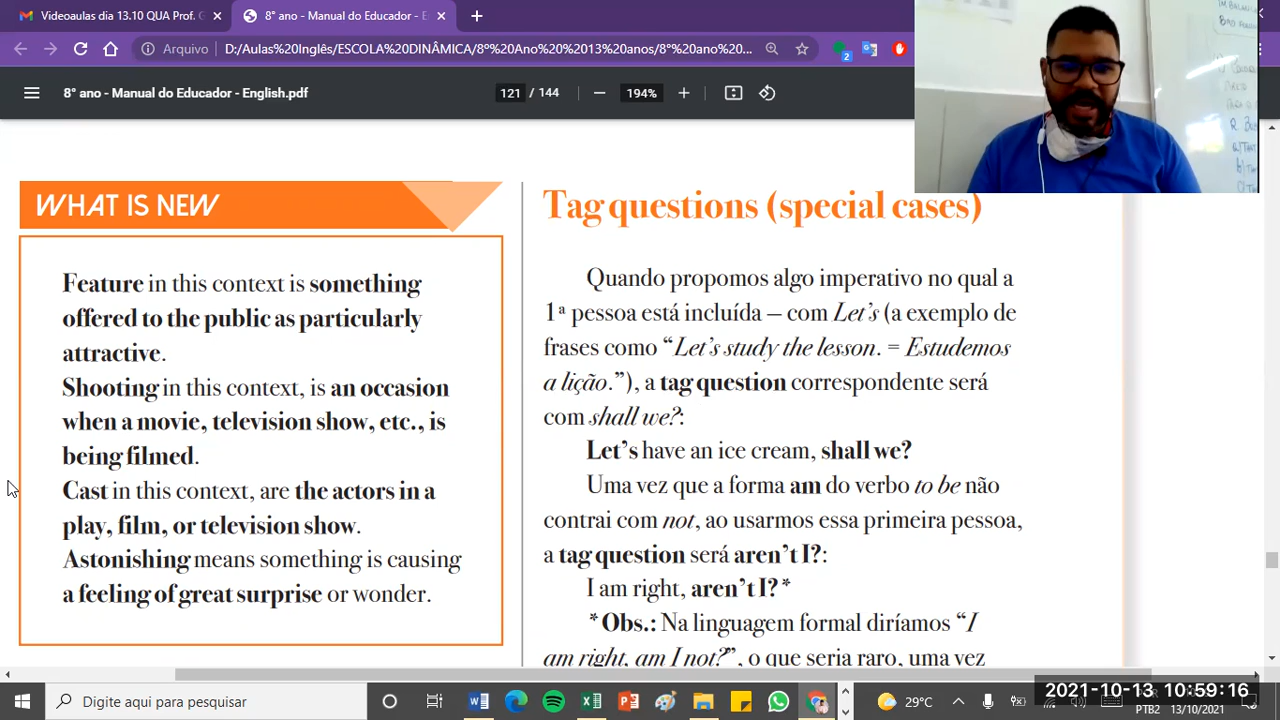 Videoaulas dia 13.10 QUA Prof.
8° ano - Manual do Educador - E
Arquivo
D:/Aulas%20Inglês/ESCOLA%20DINÂMICA/8º%20Ano%20%2013%20anos/8°%20ano%20...
2
8° ano - Manual do Educador - English.pdf
121 / 144
194%
WHAT IS NEW
Feature in this context is something
offered to the public as particularly
attractive.
Shooting in this context, is an occasion
when a movie, television show, etc., is
being filmed.
Cast in this context, are the actors in a
play, film, or television show.
Astonishing means something is causing
a feeling of great surprise or wonder.
Tag questions (special cases)
Quando propomos algo imperativo no qual a
1ª pessoa está incluída – com Let's (a exemplo de
frases como “Let's study the lesson. = Estudemos
a lição.”), a tag question correspondente será
com shall we?:
Let's have an ice cream, shall we?
Uma vez que a forma am do verbo to be não
contrai com not, ao usarmos essa primeira pessoa,
a tag question será aren't I?:
I am right, aren't I? *
* Obs.: Na linguagem formal diríamos “I
am right, am I not?”, o que seria raro, uma vez
Digite aqui para pesquisar
29°C
2021-10-13 10:59:16
PTB2
13/10/2021